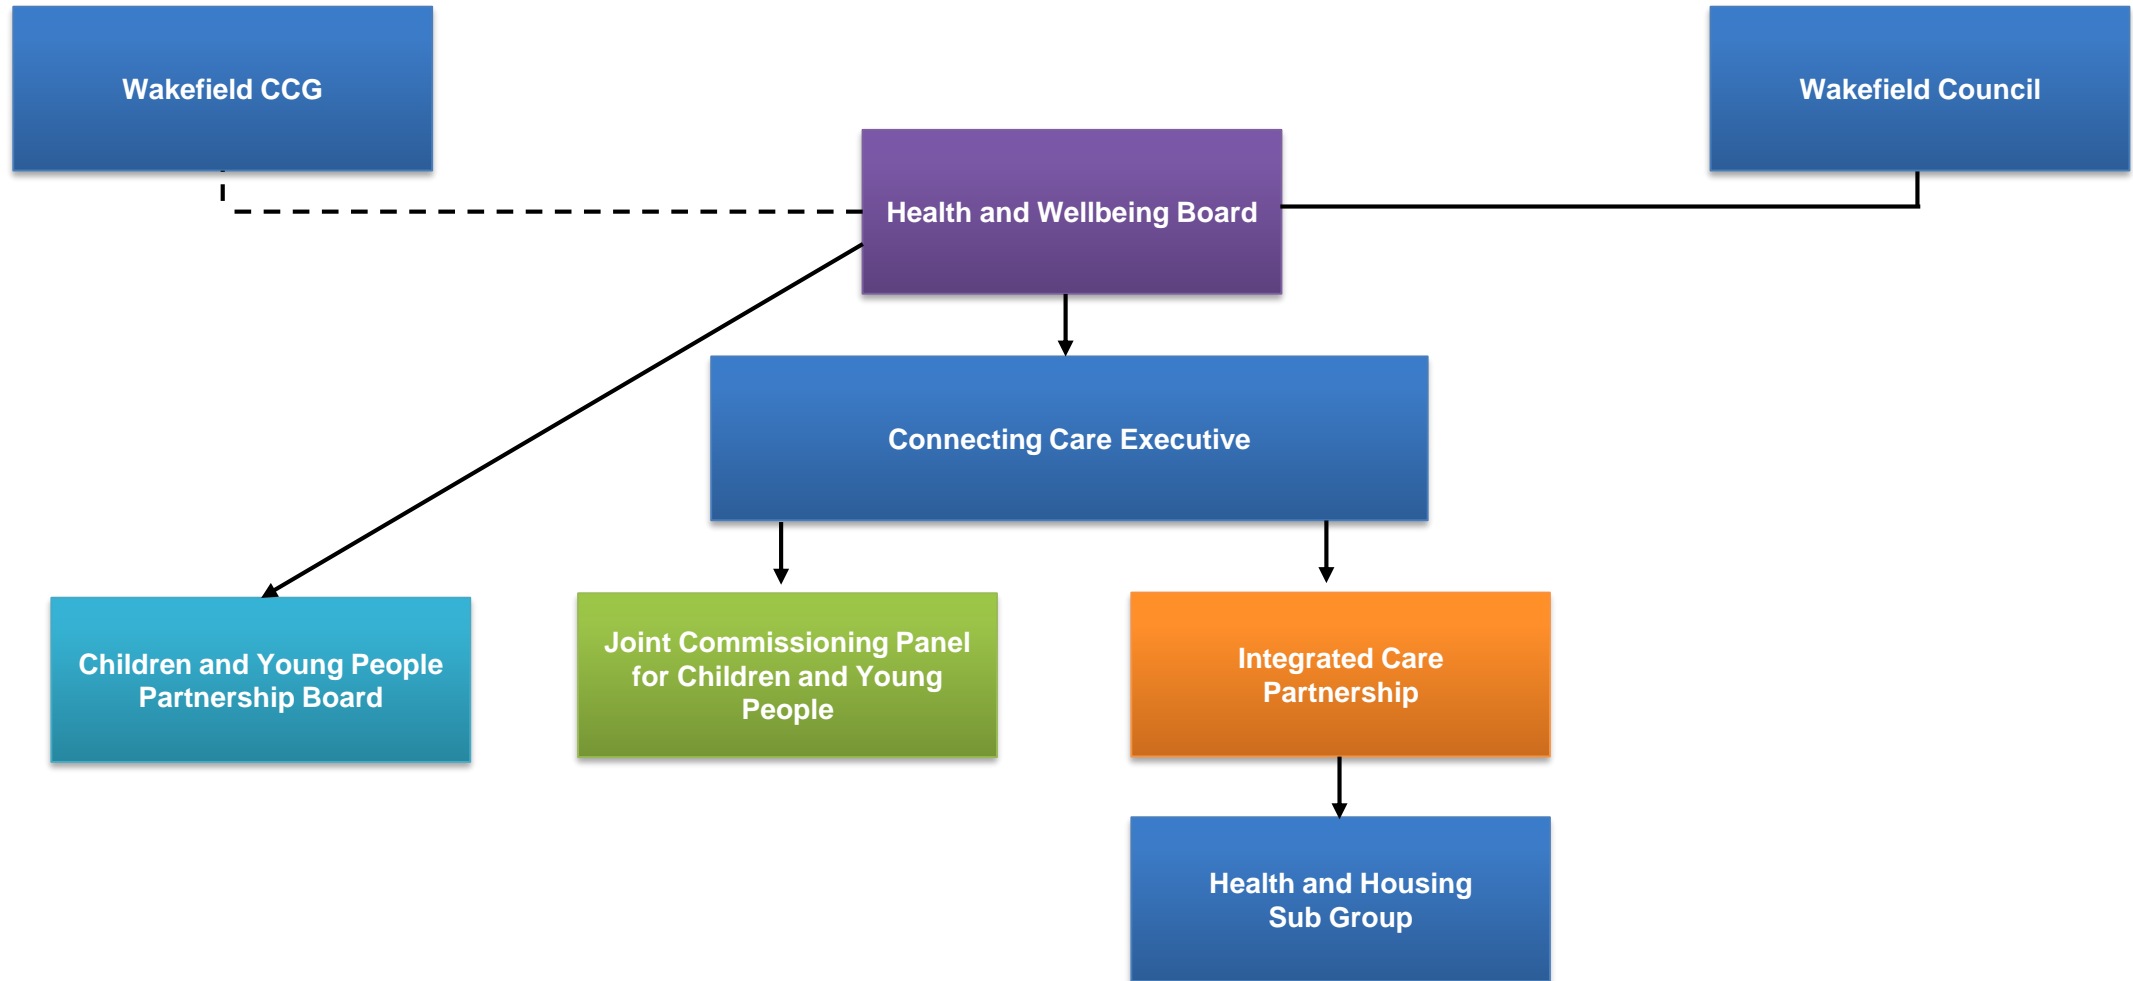 Wakefield CCG
Wakefield Council
Health and Wellbeing Board
Connecting Care Executive
Children and Young People
Partnership Board
Joint Commissioning Panel
for Children and Young
People
Integrated Care
Partnership
Health and Housing
Sub Group